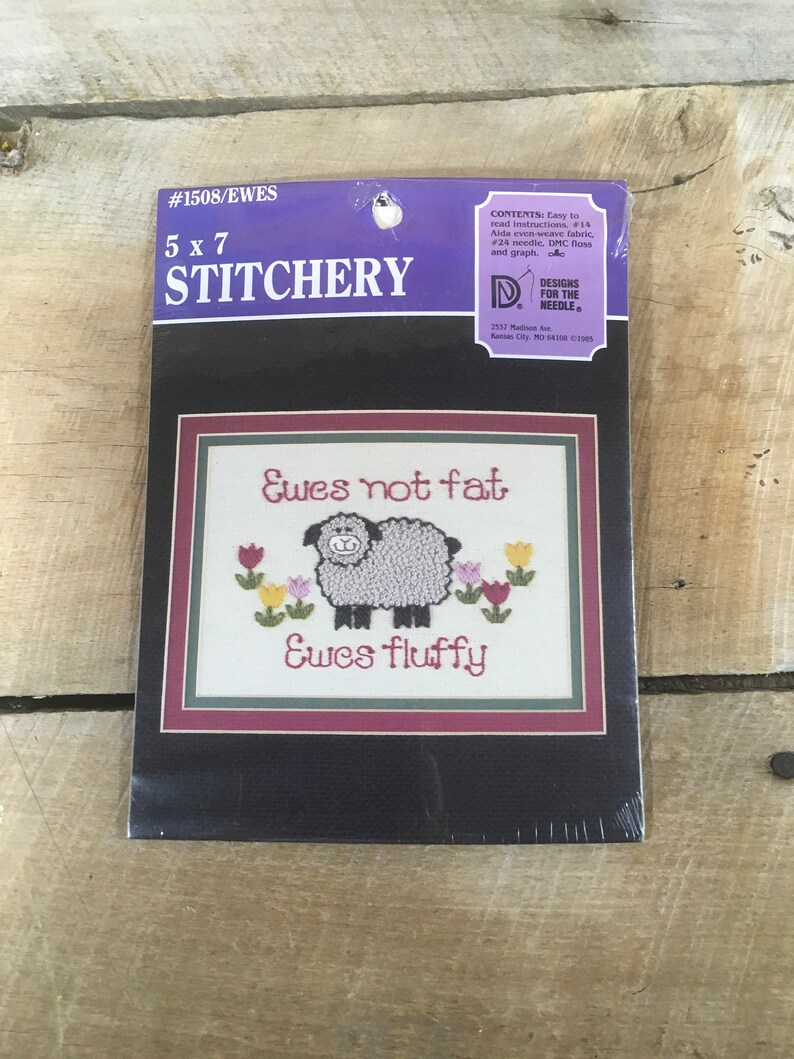 #1508/EWES
5 x 7
STITCHERY
CONTENTS: Easy to
read instructions, #14
Aida even-weave fabric,
#24 needle, DMC floss
and graph. DMC
DN®
DESIGNS
FOR THE
NEEDLE®
2537 Madison Ave.
Kansas City, MO 64108 ©1985
Ewes not fat
Ewes fluffy